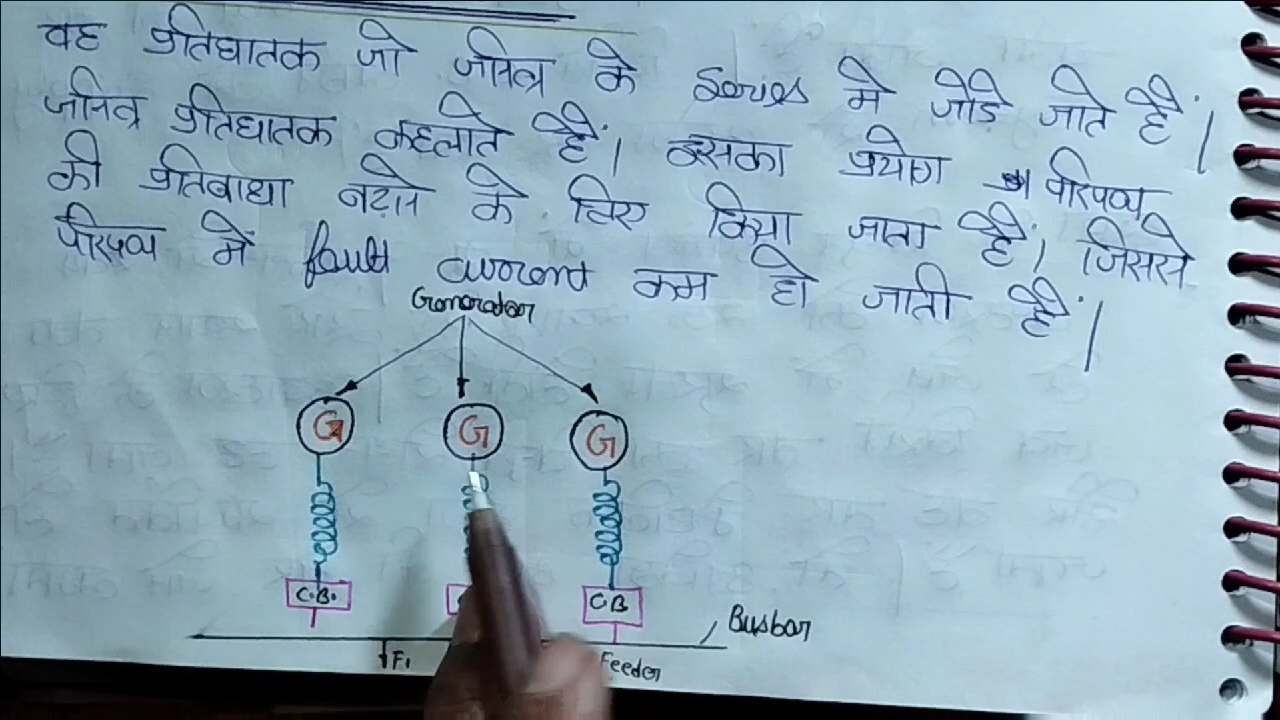 वह प्रतिघातक जो जनित्र के Series में जोड़े जाते हैं।
जनित्र प्रतिघातक कहलाते हैं। इसका प्रयोग परिपथ
की प्रतिबाधा बढ़ाने के लिए किया जाता है। जिससे
परिपथ में fault current कम हो जाती है।
Generator
G G G
C.B. CB
Busbar
F1 Feeder